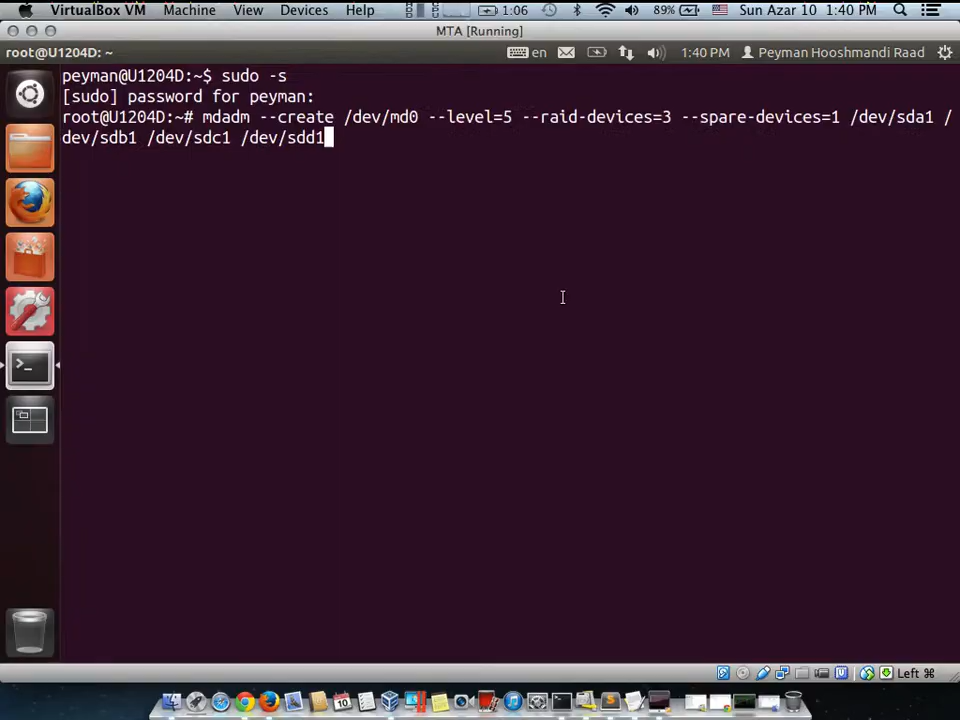 VirtualBox VM Machine View Devices Help 1:06 89% Sun Azar 10 1:40 PM
MTA [Running]
root@U1204D: ~ en 1:40 PM Peyman Hooshmandi Raad
peyman@U1204D:~$ sudo -s
[sudo] password for peyman:
root@U1204D:~# mdadm --create /dev/md0 --level=5 --raid-devices=3 --spare-devices=1 /dev/sda1 /
dev/sdb1 /dev/sdc1 /dev/sdd1
Left ⌘